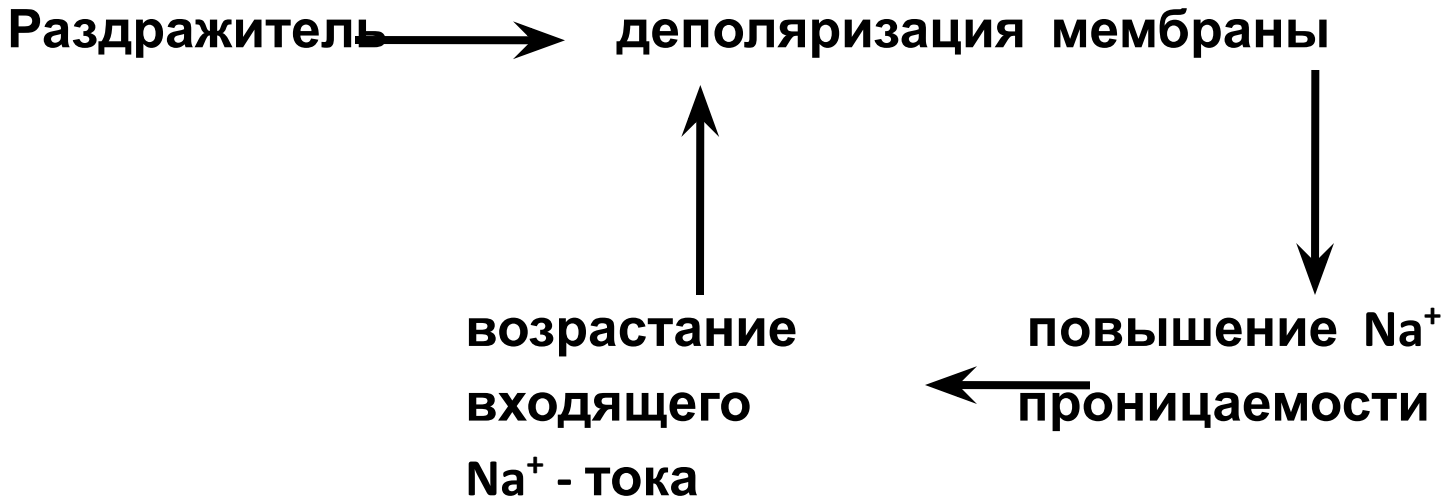 Раздражитель деполяризация мембраны
возрастание повышение Na⁺
входящего проницаемости
Na⁺ - тока